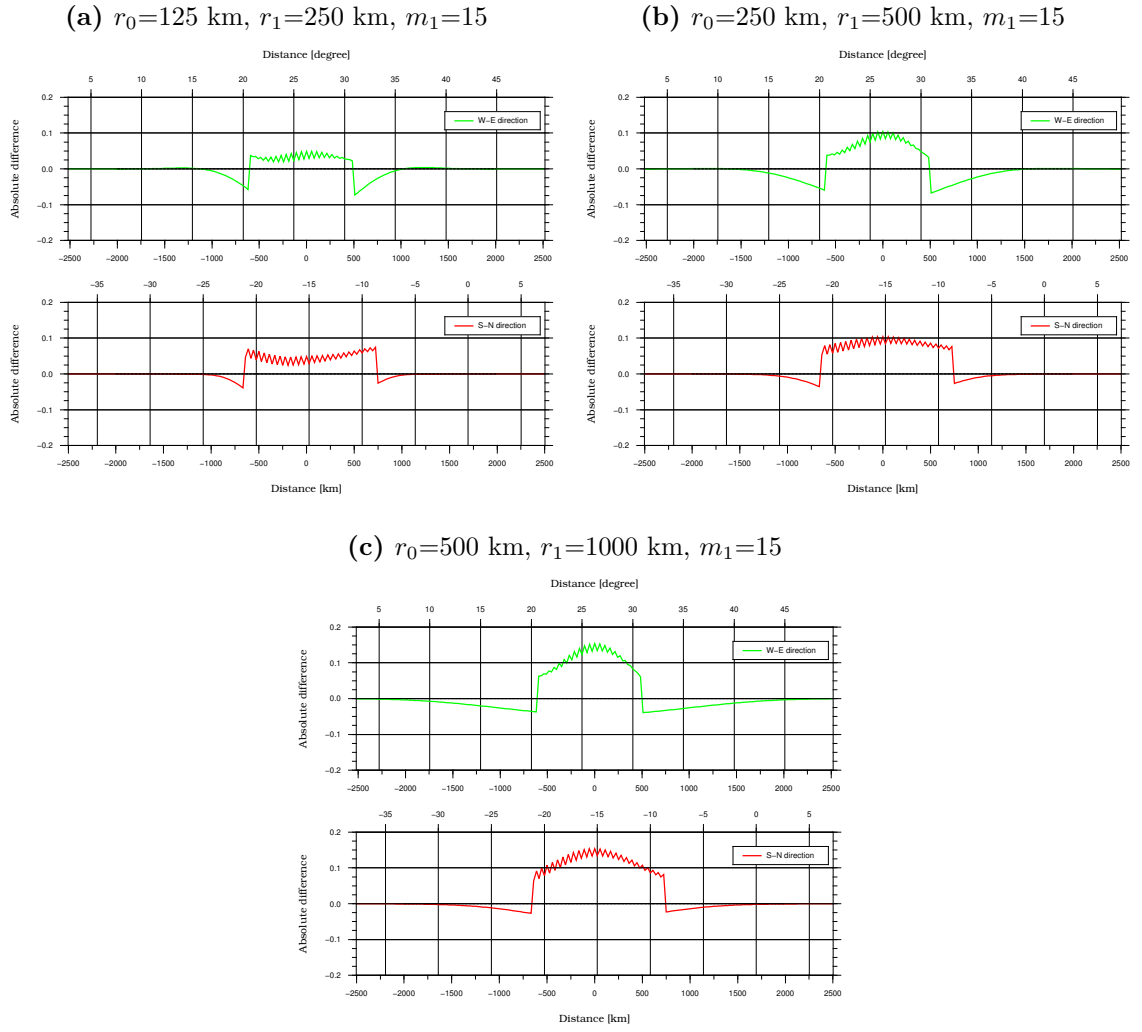 (a) r0=125 km, r1=250 km, m1=15
Distance [degree]
5 10 15 20 25 30 35 40 45
0.2
0.1
0.0
−0.1
−0.2
Absolute difference
W−E direction
−2500 −2000 −1500 −1000 −500 0 500 1000 1500 2000 2500
−35 −30 −25 −20 −15 −10 −5 0 5
0.2
0.1
0.0
−0.1
−0.2
Absolute difference
S−N direction
−2500 −2000 −1500 −1000 −500 0 500 1000 1500 2000 2500
Distance [km]
(b) r0=250 km, r1=500 km, m1=15
Distance [degree]
5 10 15 20 25 30 35 40 45
0.2
0.1
0.0
−0.1
−0.2
Absolute difference
W−E direction
−2500 −2000 −1500 −1000 −500 0 500 1000 1500 2000 2500
−35 −30 −25 −20 −15 −10 −5 0 5
0.2
0.1
0.0
−0.1
−0.2
Absolute difference
S−N direction
−2500 −2000 −1500 −1000 −500 0 500 1000 1500 2000 2500
Distance [km]
(c) r0=500 km, r1=1000 km, m1=15
Distance [degree]
5 10 15 20 25 30 35 40 45
0.2
0.1
0.0
−0.1
−0.2
Absolute difference
W−E direction
−2500 −2000 −1500 −1000 −500 0 500 1000 1500 2000 2500
−35 −30 −25 −20 −15 −10 −5 0 5
0.2
0.1
0.0
−0.1
−0.2
Absolute difference
S−N direction
−2500 −2000 −1500 −1000 −500 0 500 1000 1500 2000 2500
Distance [km]